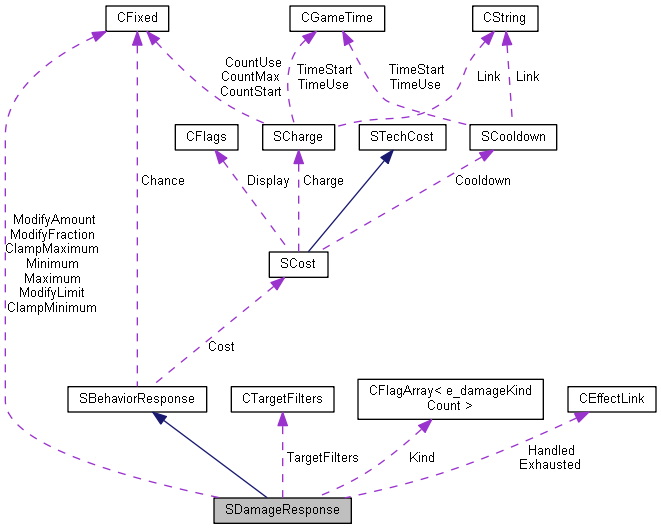 CFixed
CGameTime
CString
CountUse
CountMax
CountStart
TimeStart
TimeUse
Link
TimeStart
TimeUse
Link
CFlags
SCharge
STechCost
SCooldown
Chance
Display
Charge
Cooldown
ModifyAmount
ModifyFraction
ClampMaximum
Minimum
Maximum
ModifyLimit
ClampMinimum
SCost
Cost
SBehaviorResponse
CTargetFilters
CFlagArray< e_damageKind
Count >
CEffectLink
TargetFilters
Kind
Handled
Exhausted
SDamageResponse